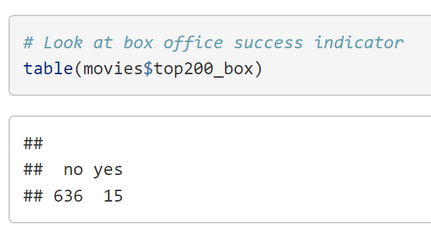 # Look at box office success indicator
table(movies$top200_box)
##
##  no yes
## 636  15